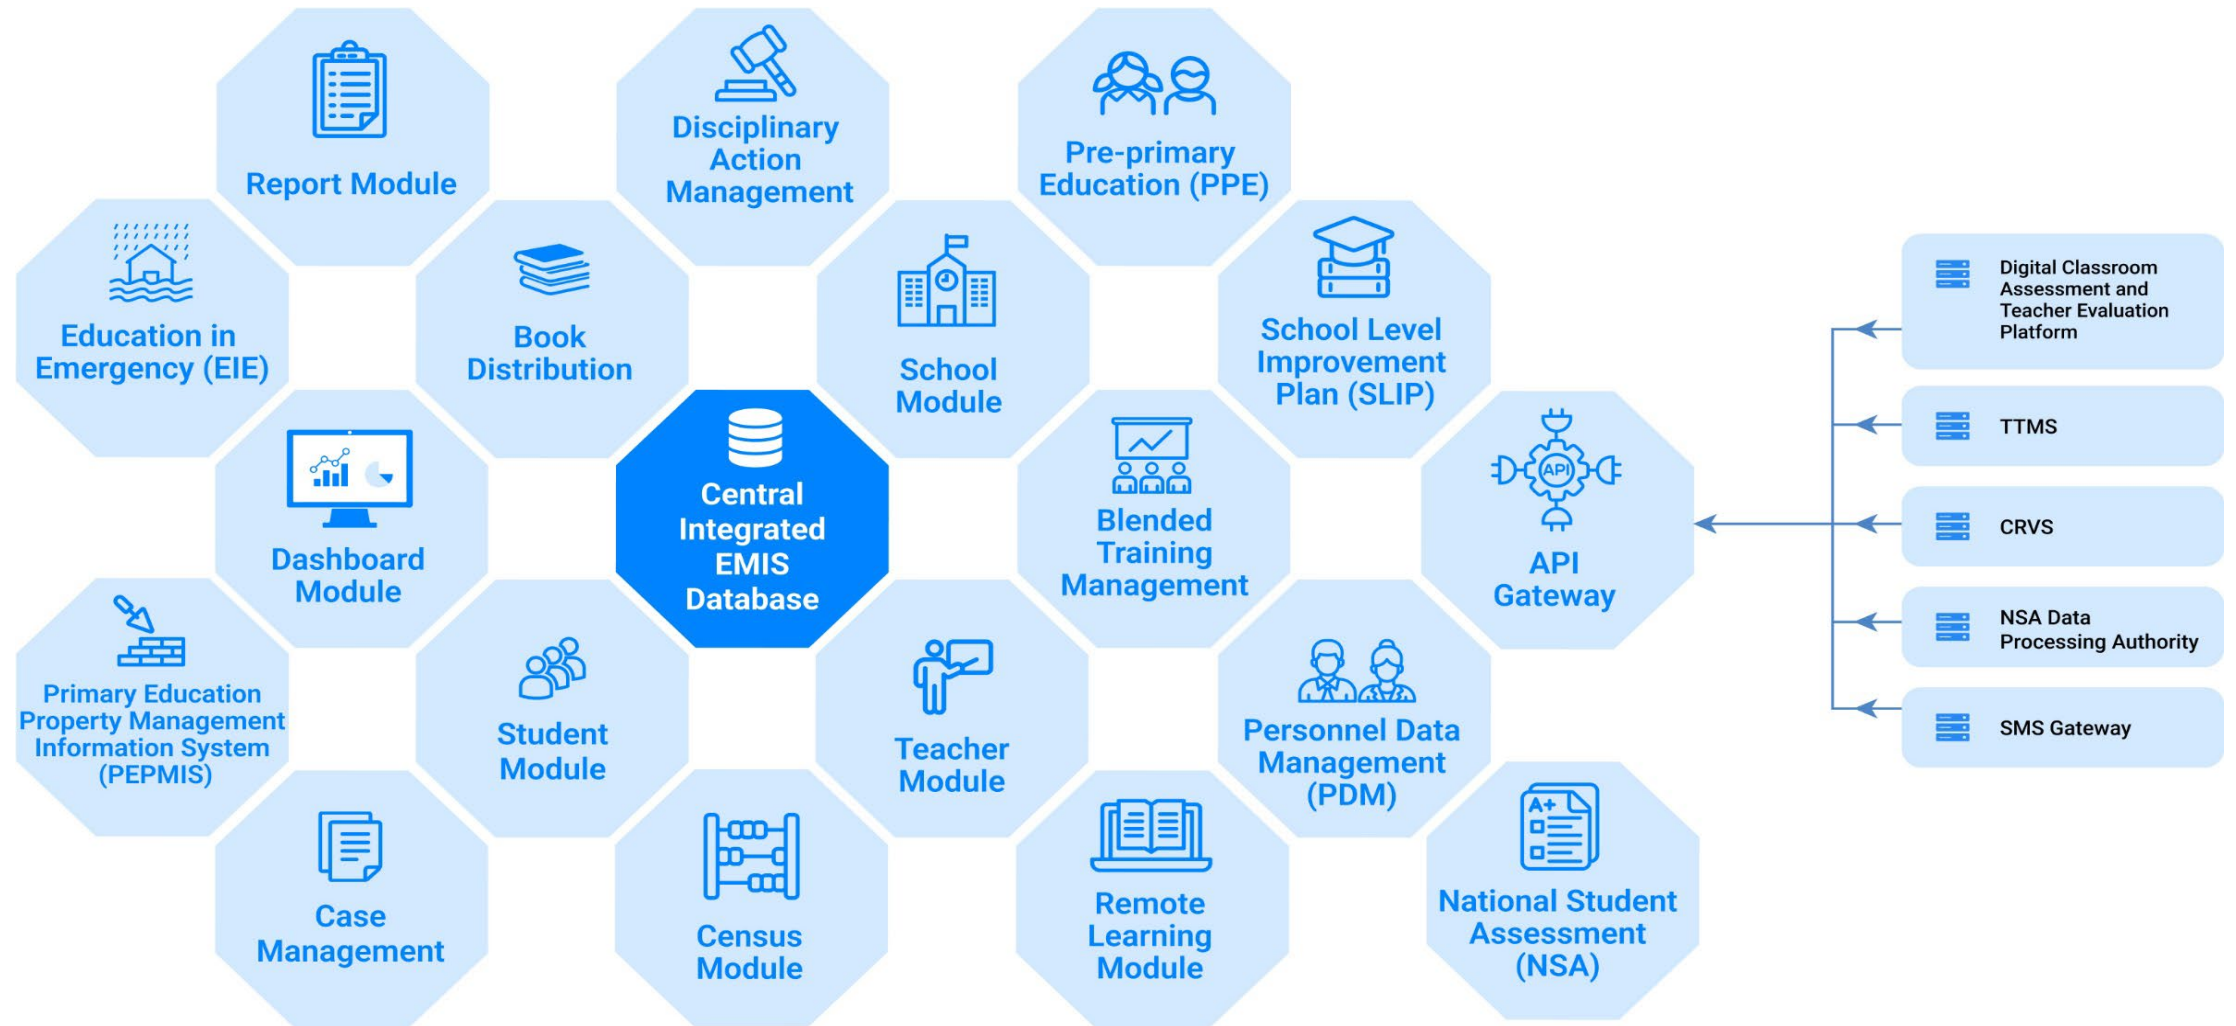 Report Module
Disciplinary
Action
Management
Pre-primary
Education (PPE)
Education in
Emergency (EIE)
Book
Distribution
School
Module
School Level
Improvement
Plan (SLIP)
Dashboard
Module
Central
Integrated
EMIS
Database
Blended
Training
Management
API
API
Gateway
Primary Education
Property Management
Information System
(PEPMIS)
Student
Module
Teacher
Module
Personnel Data
Management
(PDM)
Case
Management
Census
Module
Remote
Learning
Module
A+
National Student
Assessment
(NSA)
Digital Classroom
Assessment and
Teacher Evaluation
Platform
TTMS
CRVS
NSA Data
Processing Authority
SMS Gateway